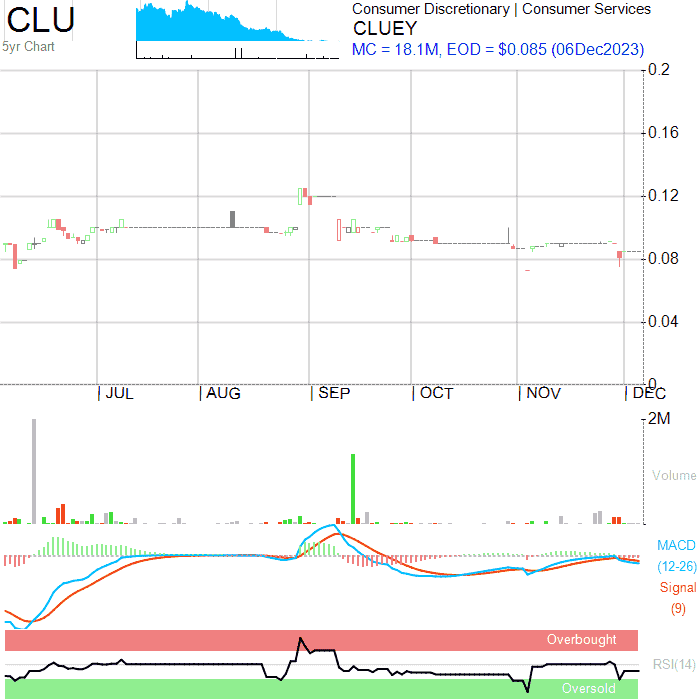 CLU
5yr Chart
Consumer Discretionary | Consumer Services
CLUEY
MC = 18.1M, EOD = $0.085 (06Dec2023)
0.2
0.16
0.12
0.08
0.04
0
| JUL | AUG | SEP | OCT | NOV | DEC
2M
Volume
MACD
(12-26)
Signal
(9)
Overbought
RSI(14)
Oversold